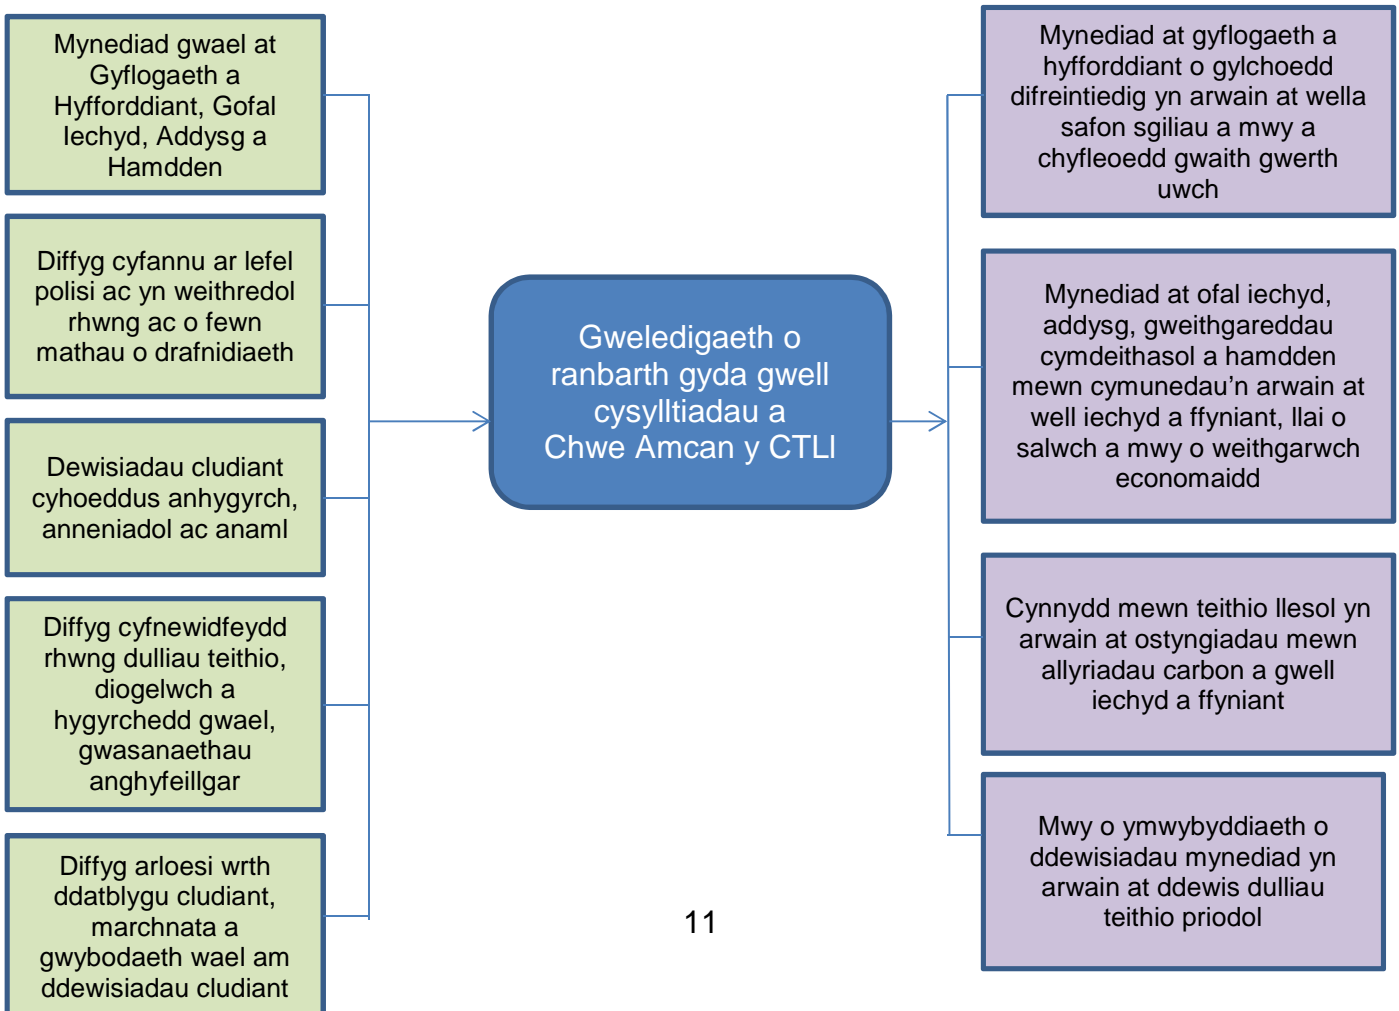 Mynediad gwael at
Gyflogaeth a
Hyfforddiant, Gofal
Iechyd, Addysg a
Hamdden
Diffyg cyfannu ar lefel
polisi ac yn weithredol
rhwng ac o fewn
mathau o drafnidiaeth
Dewisiadau cludiant
cyhoeddus anhygyrch,
anneniadol ac anaml
Diffyg cyfnewidfeydd
rhwng dulliau teithio,
diogelwch a
hygyrchedd gwael,
gwasanaethau
anghyfeillgar
Diffyg arloesi wrth
ddatblygu cludiant,
marchnata a
gwybodaeth wael am
ddewisiadau cludiant
Gweledigaeth o
ranbarth gyda gwell
cysylltiadau a
Chwe Amcan y CTLl
Mynediad at gyflogaeth a
hyfforddiant o gylchoedd
difreintiedig yn arwain at wella
safon sgiliau a mwy a
chyfleoedd gwaith gwerth
uwch
Mynediad at ofal iechyd,
addysg, gweithgareddau
cymdeithasol a hamdden
mewn cymunedau’n arwain at
well iechyd a ffyniant, llai o
salwch a mwy o weithgarwch
economaidd
Cynnydd mewn teithio llesol yn
arwain at ostyngiadau mewn
allyriadau carbon a gwell
iechyd a ffyniant
Mwy o ymwybyddiaeth o
ddewisiadau mynediad yn
arwain at ddewis dulliau
teithio priodol
11